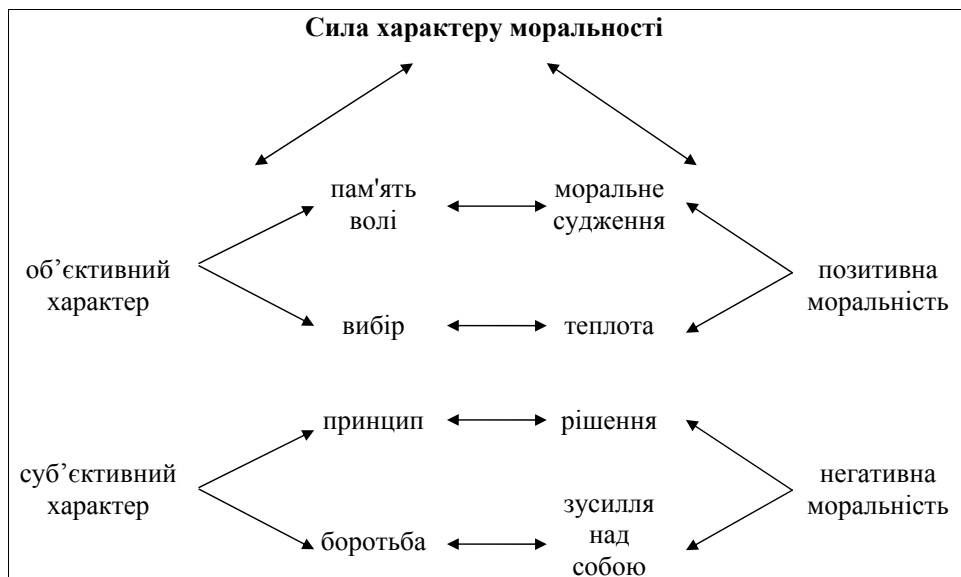 Сила характеру моральності
пам'ять
волі
моральне
судження
об’єктивний
характер
позитивна
моральність
вибір
теплота
принцип
рішення
суб’єктивний
характер
негативна
моральність
боротьба
зусилля
над
собою